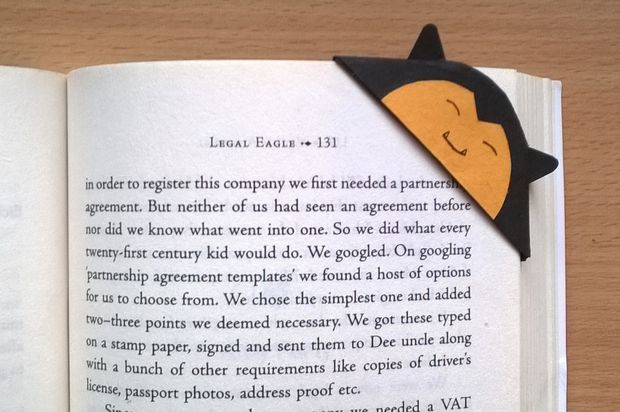 LEGAL EAGLE •• 131
in order to register this company we first needed a
agreement. But neither of us had seen an agreement before
nor did we know what went into one. So we did what every
twenty-first century kid would do. We googled. On googling
'partnership agreement templates' we found a host of options
for us to choose from. We chose the simplest one and added
two–three points we deemed necessary. We got these typed
on a stamp paper, signed and sent them to Dee uncle along
with a bunch of other requirements like copies of driver's
license, passport photos, address proof etc.
we needed a VAT